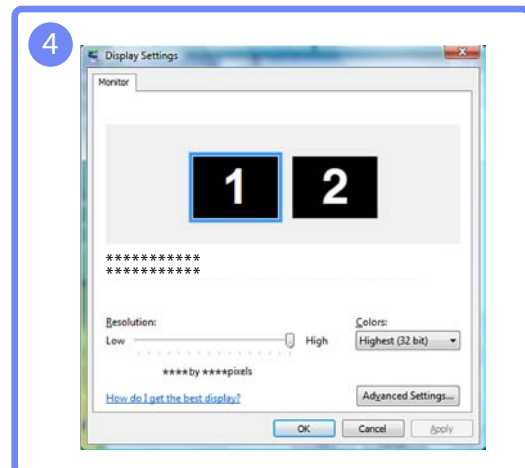 4
Display Settings
Monitor
1 2
***********
***********
Resolution: Colors:
Low High Highest (32 bit)
****by ****pixels
How do I get the best display? Advanced Settings...
OK Cancel Apply